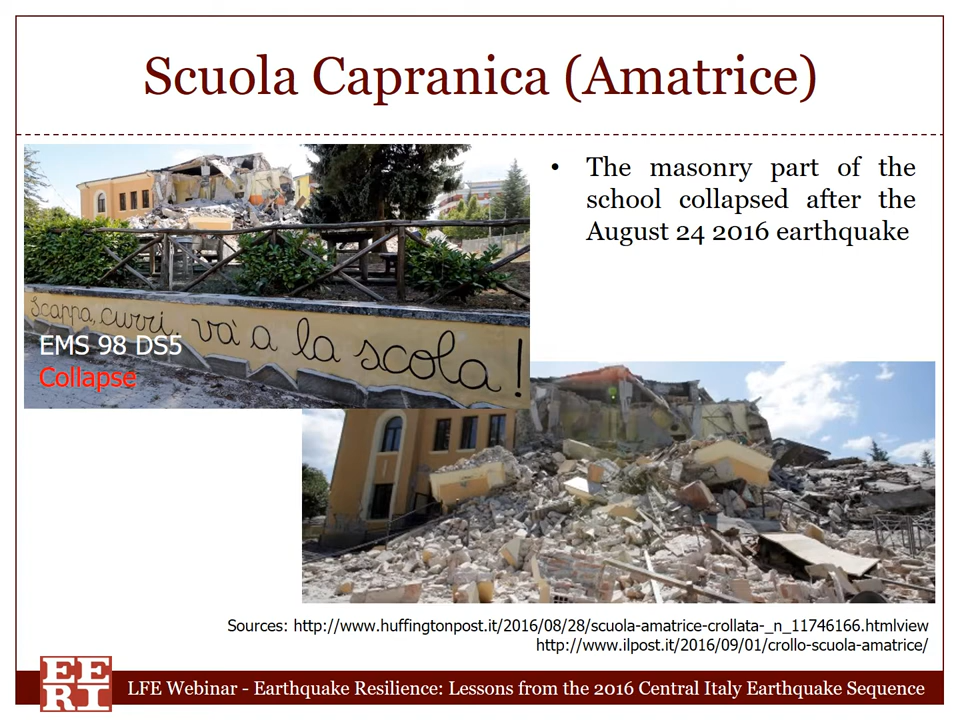 Scuola Capranica (Amatrice)
• The masonry part of the
school collapsed after the
August 24 2016 earthquake
Scappa, curri, va' a la scola!
EMS 98 DS5
Collapse
Sources: http://www.huffingtonpost.it/2016/08/28/scuola-amatrice-crollata-_n_11746166.htmlview
http://www.ilpost.it/2016/09/01/crollo-scuola-amatrice/
EE
RI
LFE Webinar - Earthquake Resilience: Lessons from the 2016 Central Italy Earthquake Sequence